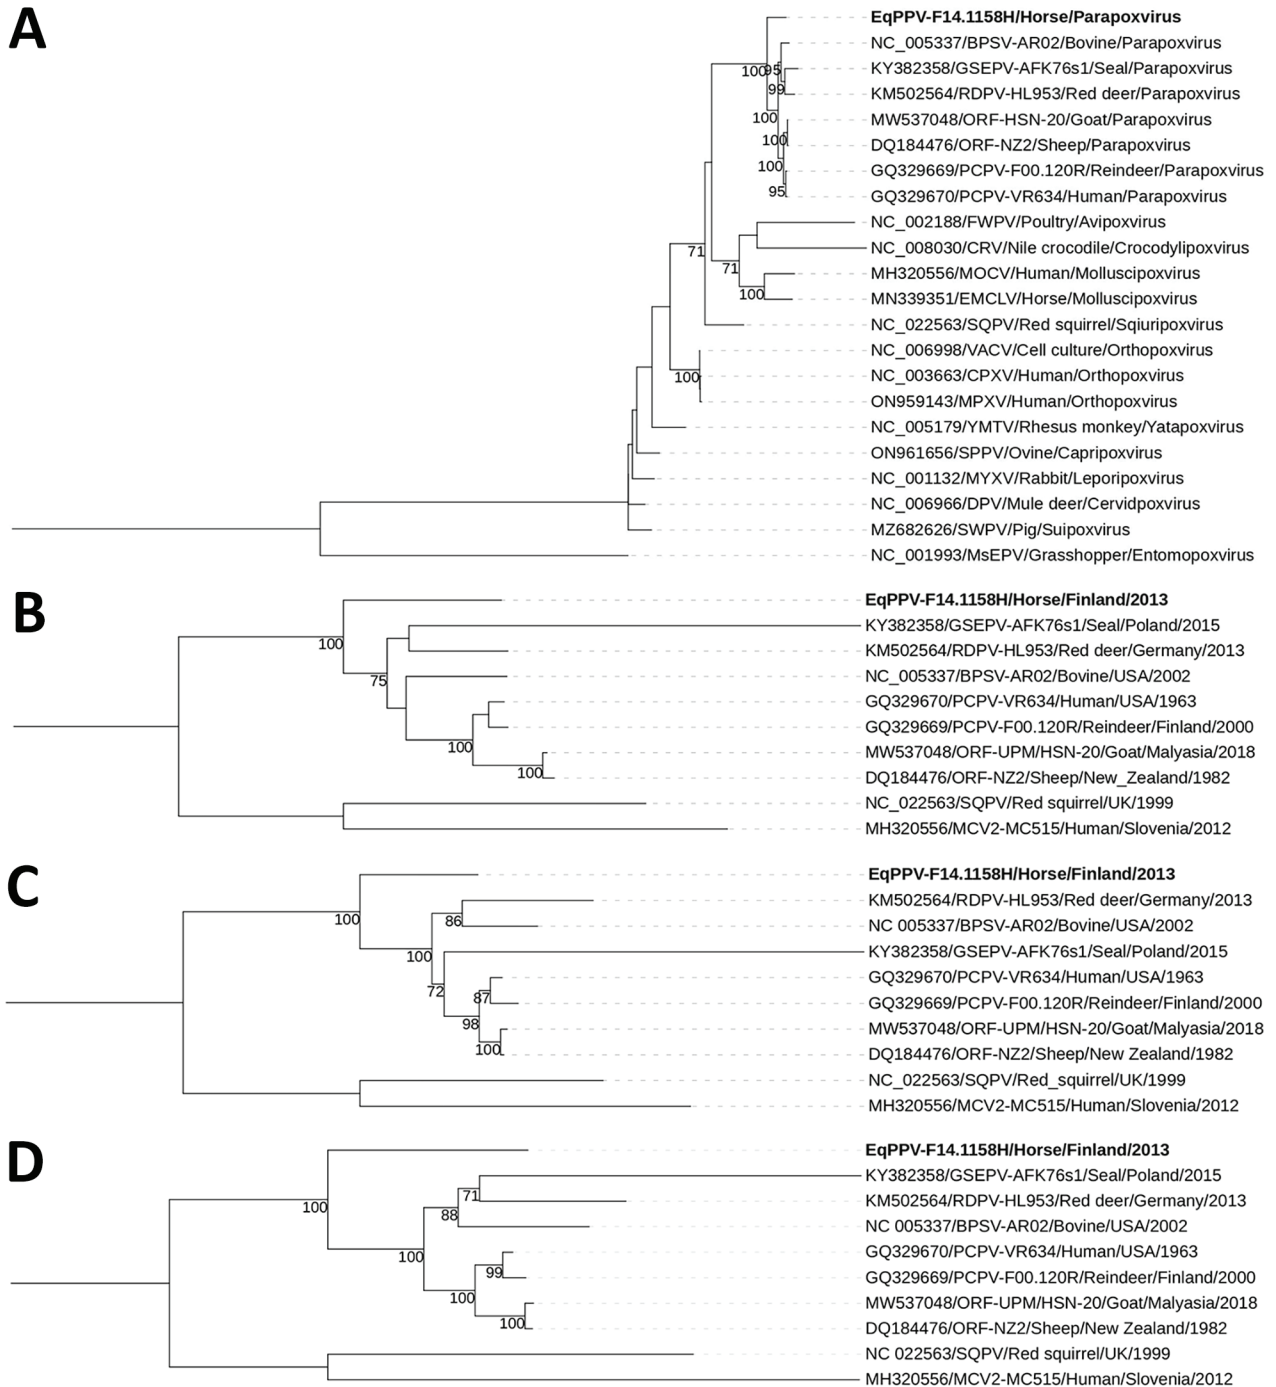 A
EqPPV-F14.1158H/Horse/Parapoxvirus
NC_005337/BPSV-AR02/Bovine/Parapoxvirus
100 95 KY382358/GSEPV-AFK76s1/Seal/Parapoxvirus
99 KM502564/RDPV-HL953/Red deer/Parapoxvirus
100 MW537048/ORF-HSN-20/Goat/Parapoxvirus
100 DQ184476/ORF-NZ2/Sheep/Parapoxvirus
100 GQ329669/PCPV-F00.120R/Reindeer/Parapoxvirus
95 GQ329670/PCPV-VR634/Human/Parapoxvirus
NC_002188/FWPV/Poultry/Avipoxvirus
71 NC_008030/CRV/Nile crocodile/Crocodylipoxvirus
71 MH320556/MOCV/Human/Molluscipoxvirus
100 MN339351/EMCLV/Horse/Molluscipoxvirus
NC_022563/SQPV/Red squirrel/Sqiuripoxvirus
NC_006998/VACV/Cell culture/Orthopoxvirus
100 NC_003663/CPXV/Human/Orthopoxvirus
ON959143/MPXV/Human/Orthopoxvirus
NC_005179/YMTV/Rhesus monkey/Yatapoxvirus
ON961656/SPPV/Ovine/Capripoxvirus
NC_001132/MYXV/Rabbit/Leporipoxvirus
NC_006966/DPV/Mule deer/Cervidpoxvirus
MZ682626/SWPV/Pig/Suipoxvirus
NC_001993/MsEPV/Grasshopper/Entomopoxvirus
B
EqPPV-F14.1158H/Horse/Finland/2013
KY382358/GSEPV-AFK76s1/Seal/Poland/2015
100 KM502564/RDPV-HL953/Red deer/Germany/2013
75 NC_005337/BPSV-AR02/Bovine/USA/2002
GQ329670/PCPV-VR634/Human/USA/1963
GQ329669/PCPV-F00.120R/Reindeer/Finland/2000
100 MW537048/ORF-UPM/HSN-20/Goat/Malyasia/2018
100 DQ184476/ORF-NZ2/Sheep/New_Zealand/1982
NC_022563/SQPV/Red squirrel/UK/1999
MH320556/MCV2-MC515/Human/Slovenia/2012
C
EqPPV-F14.1158H/Horse/Finland/2013
KM502564/RDPV-HL953/Red deer/Germany/2013
100 86 NC 005337/BPSV-AR02/Bovine/USA/2002
100 KY382358/GSEPV-AFK76s1/Seal/Poland/2015
GQ329670/PCPV-VR634/Human/USA/1963
72 87 GQ329669/PCPV-F00.120R/Reindeer/Finland/2000
98 MW537048/ORF-UPM/HSN-20/Goat/Malyasia/2018
100 DQ184476/ORF-NZ2/Sheep/New Zealand/1982
NC_022563/SQPV/Red_squirrel/UK/1999
MH320556/MCV2-MC515/Human/Slovenia/2012
D
EqPPV-F14.1158H/Horse/Finland/2013
KY382358/GSEPV-AFK76s1/Seal/Poland/2015
100 71 KM502564/RDPV-HL953/Red deer/Germany/2013
88 NC 005337/BPSV-AR02/Bovine/USA/2002
100 GQ329670/PCPV-VR634/Human/USA/1963
99 GQ329669/PCPV-F00.120R/Reindeer/Finland/2000
100 MW537048/ORF-UPM/HSN-20/Goat/Malyasia/2018
100 DQ184476/ORF-NZ2/Sheep/New Zealand/1982
NC 022563/SQPV/Red squirrel/UK/1999
MH320556/MCV2-MC515/Human/Slovenia/2012